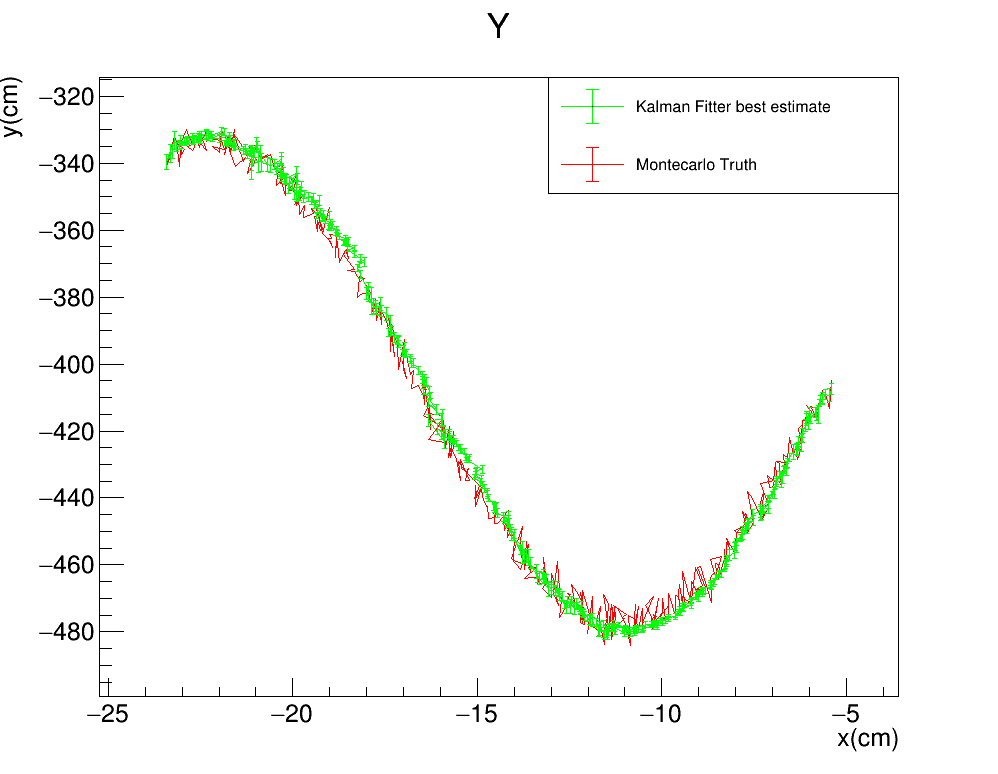 Y
y(cm)
−320
−340
−360
−380
−400
−420
−440
−460
−480
Kalman Fitter best estimate
Montecarlo Truth
−25 −20 −15 −10 −5
x(cm)